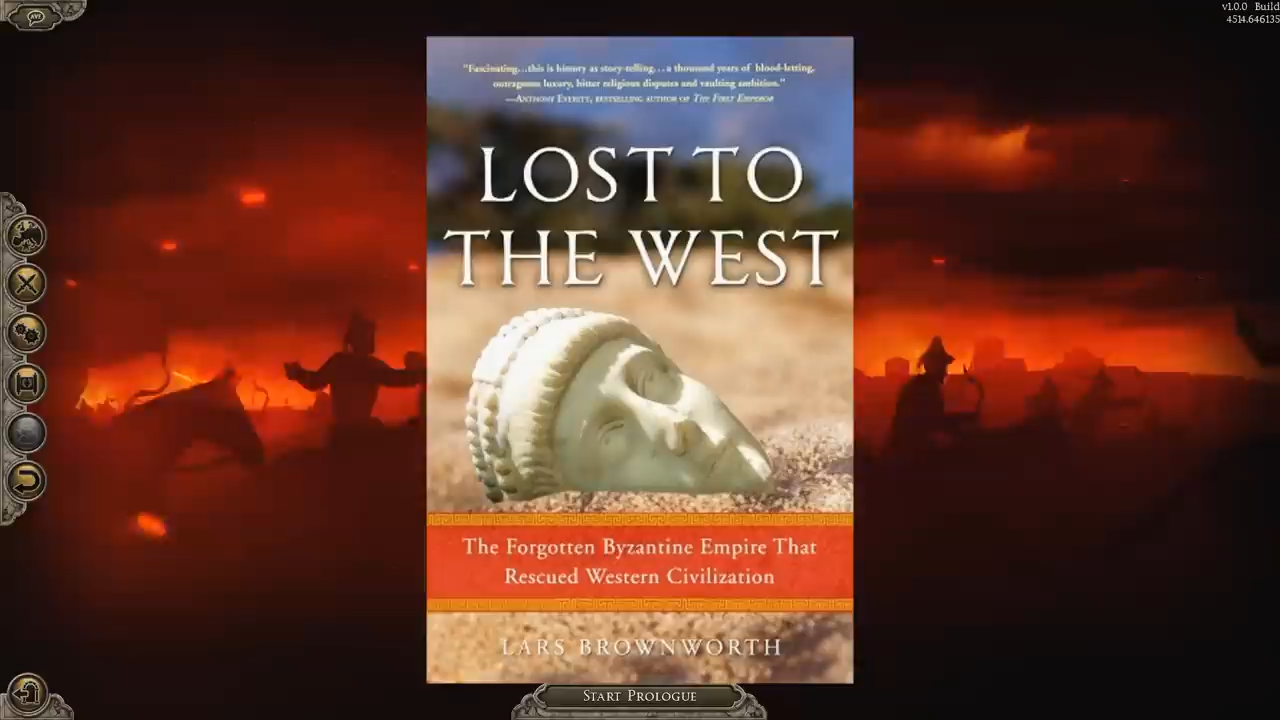 AVE
v1.0.0 Build
4514.646135
"Fascinating...this is history as story-telling...a thousand years of blood-letting,
outrageous luxury, bitter religious disputes and vaulting ambition."
—ANTHONY EVERITT, BESTSELLING AUTHOR OF THE FIRST EMPEROR
LOST TO
THE WEST
The Forgotten Byzantine Empire That
Rescued Western Civilization
LARS BROWNWORTH
START PROLOGUE